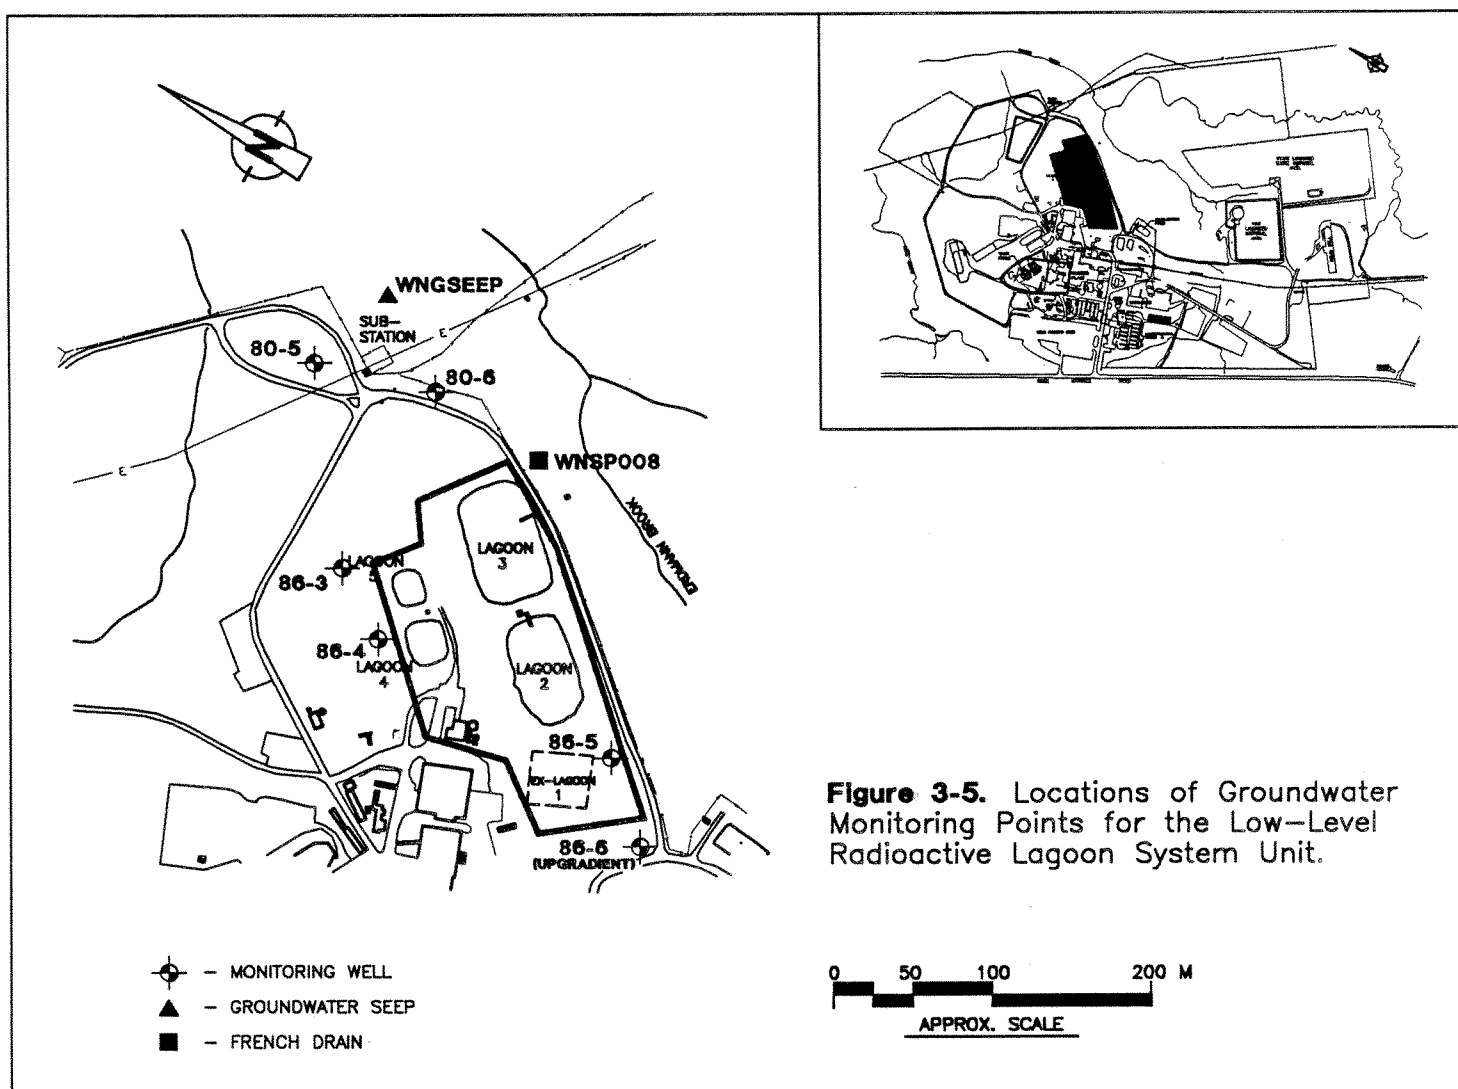 N
WNGSEEP
SUB-
STATION
80-5
E
80-6
E
WNSP008
ERDMANN BROOK
LAGOON
3
LAGOON
5
86-3
86-4
LAGOON
4
LAGOON
2
86-5
EX-LAGOON
1
86-6
(UPGRADIENT)
Figure 3-5. Locations of Groundwater
Monitoring Points for the Low-Level
Radioactive Lagoon System Unit.
- MONITORING WELL
- GROUNDWATER SEEP
- FRENCH DRAIN
0 50 100 200 M
APPROX. SCALE